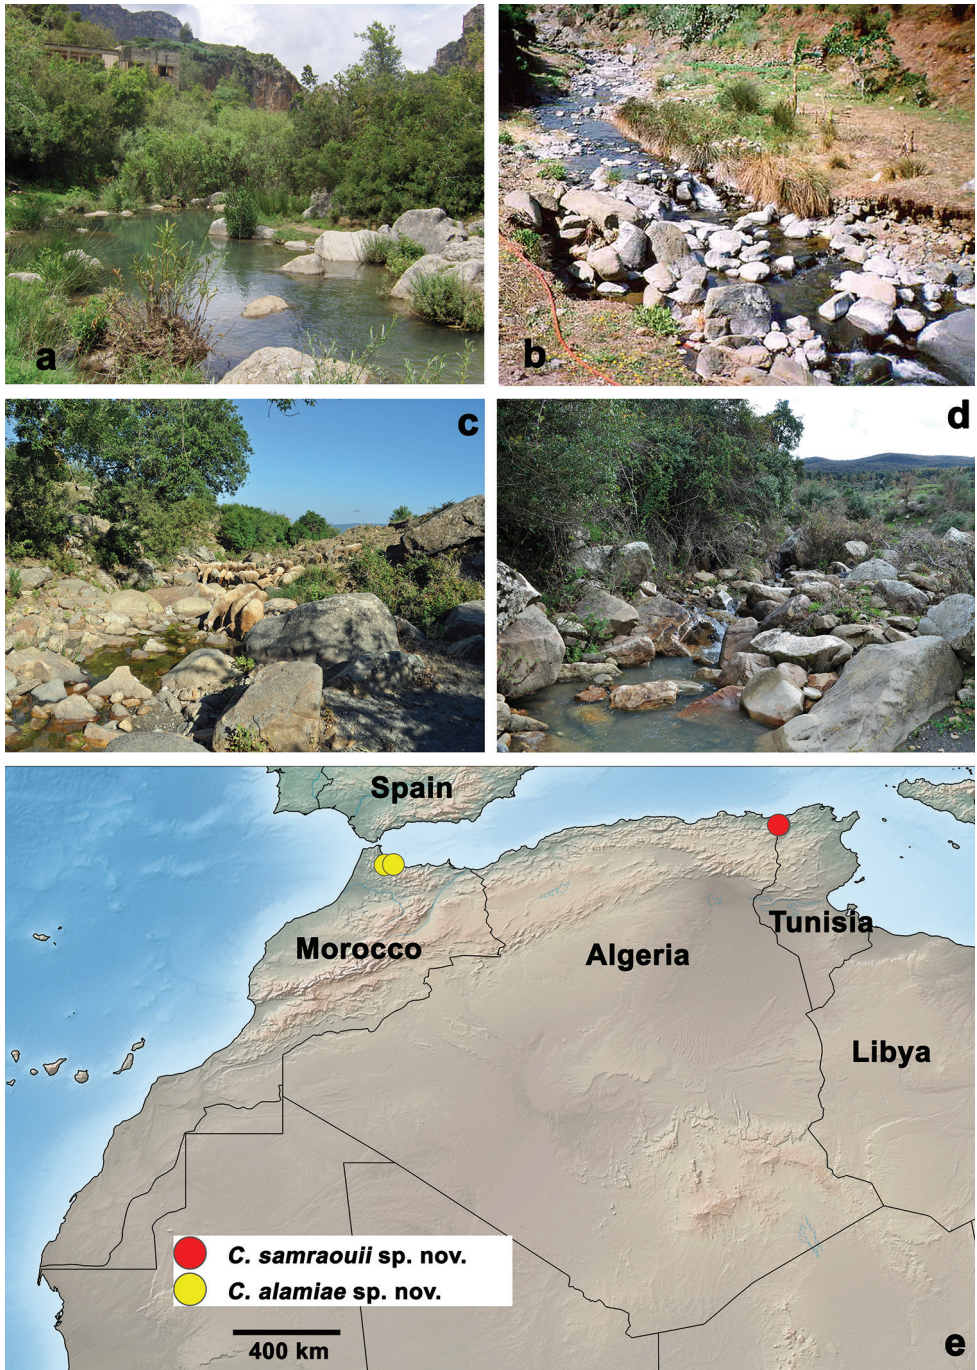 a
b
c
d
Spain
Morocco
Algeria
Tunisia
Libya
C. samraouii sp. nov.
C. alamiae sp. nov.
400 km
e